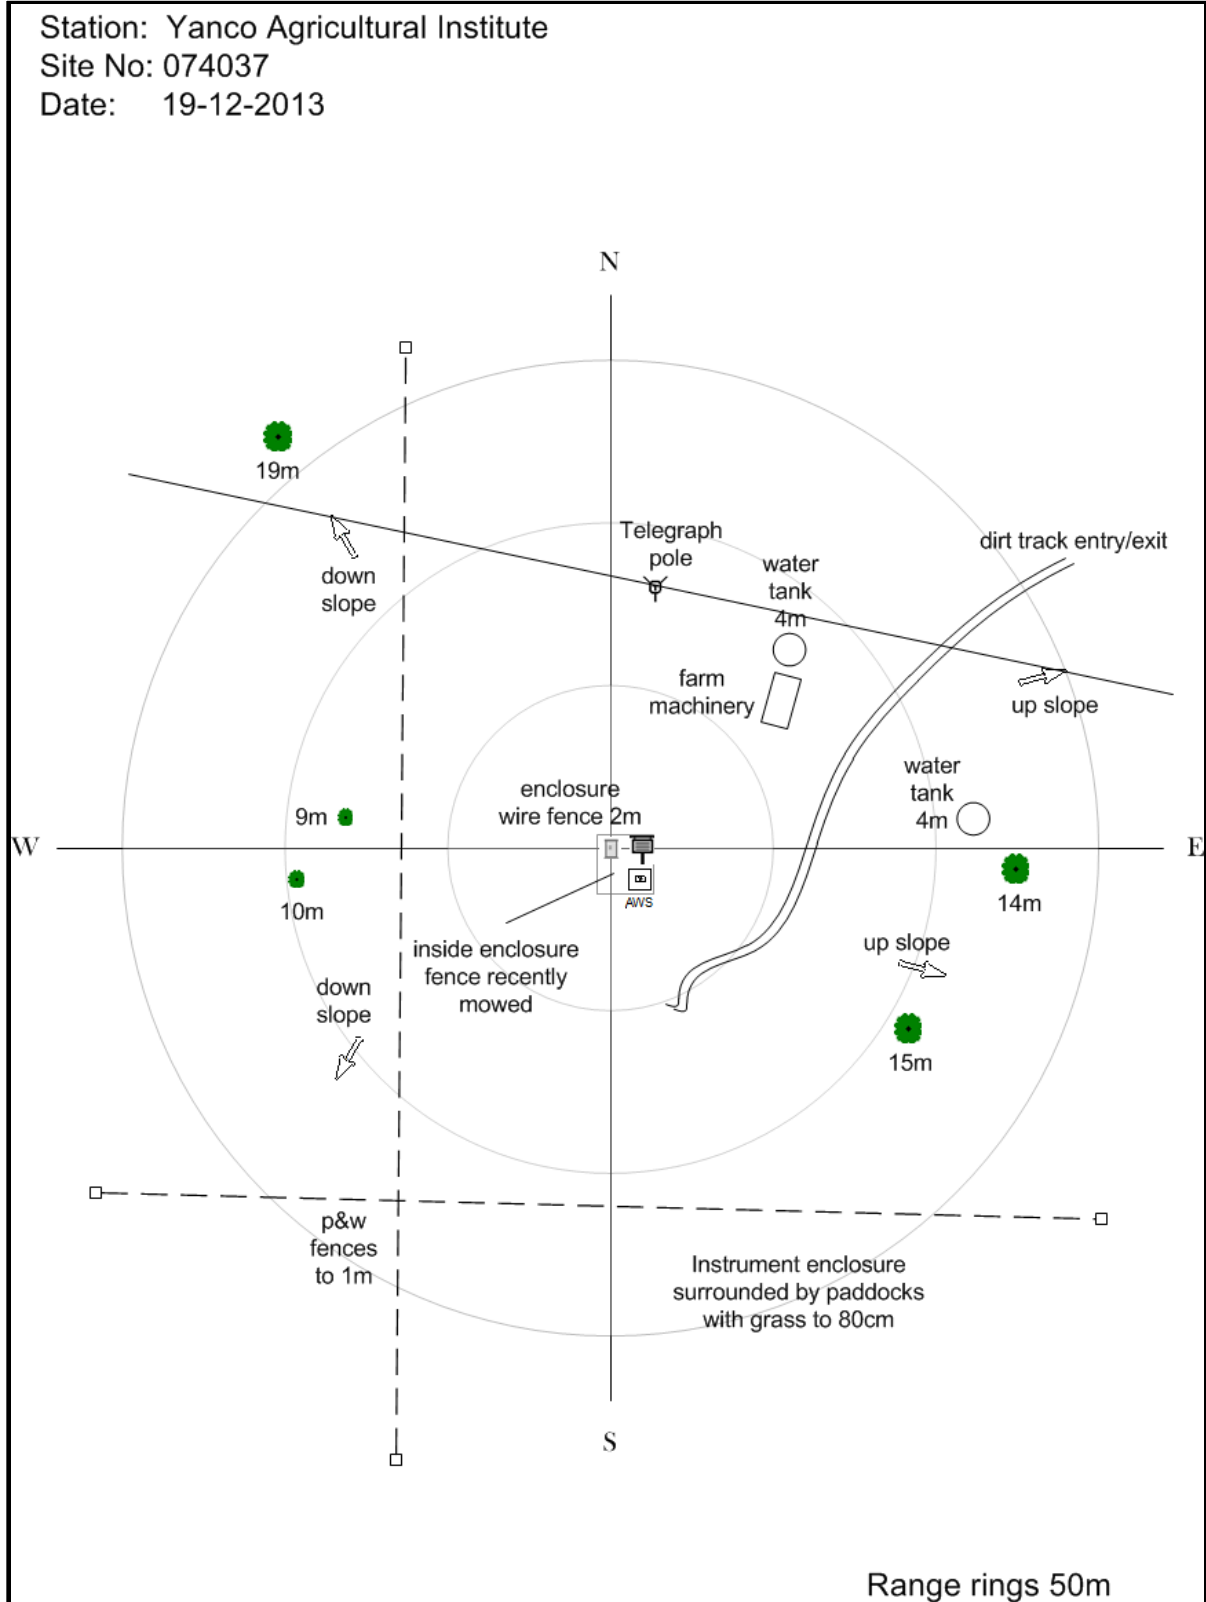 Station: Yanco Agricultural Institute
Site No: 074037
Date: 19-12-2013
N
19m
Telegraph
pole
dirt track entry/exit
water
tank
4m
down
slope
farm
machinery
up slope
water
tank
4m
enclosure
wire fence 2m
9m
W
E
10m
14m
AWS
inside enclosure
fence recently
mowed
up slope
down
slope
15m
p&w
fences
to 1m
Instrument enclosure
surrounded by paddocks
with grass to 80cm
S
Range rings 50m